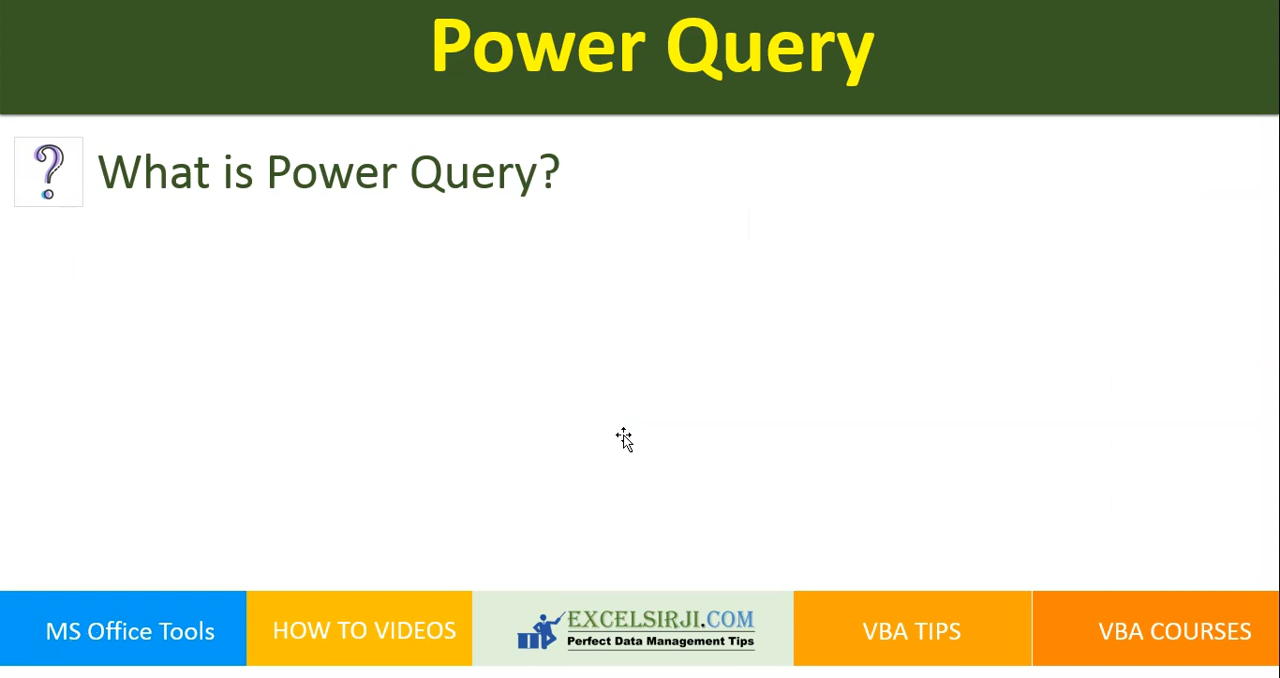 Power Query
What is Power Query?
MS Office Tools
HOW TO VIDEOS
EXCELSIRJI.COM
Perfect Data Management Tips
VBA TIPS
VBA COURSES